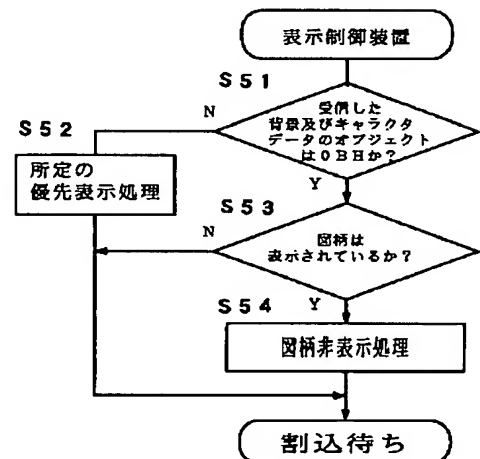 表示制御装置
S51
受信した
背景及びキャラクタ
データのオブジェクト
は0BHか？
N
Y
S52
所定の
優先表示処理
S53
図柄は
表示されているか？
N
Y
S54
図柄非表示処理
割込待ち